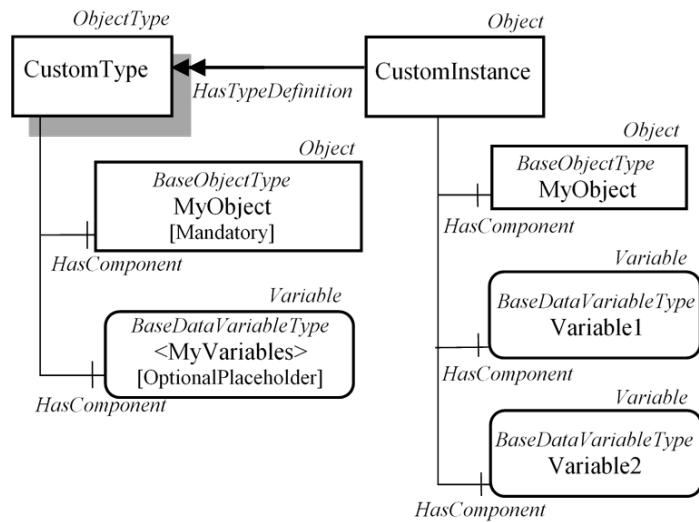 ObjectType
CustomType
HasTypeDefinition
Object
CustomInstance
Object
BaseObjectType
MyObject
[Mandatory]
HasComponent
Variable
BaseDataVariableType
<MyVariables>
[OptionalPlaceholder]
HasComponent
Object
BaseObjectType
MyObject
HasComponent
Variable
BaseDataVariableType
Variable1
HasComponent
Variable
BaseDataVariableType
Variable2
HasComponent